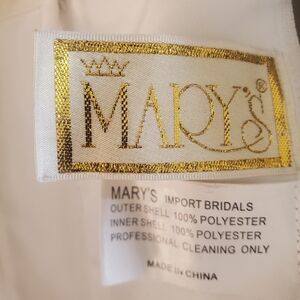 MARY'S®
MARY'S IMPORT BRIDALS
OUTER SHELL 100% POLYESTER
INNER SHELL 100% POLYESTER
PROFESSIONAL CLEANING ONLY
MADE IN CHINA